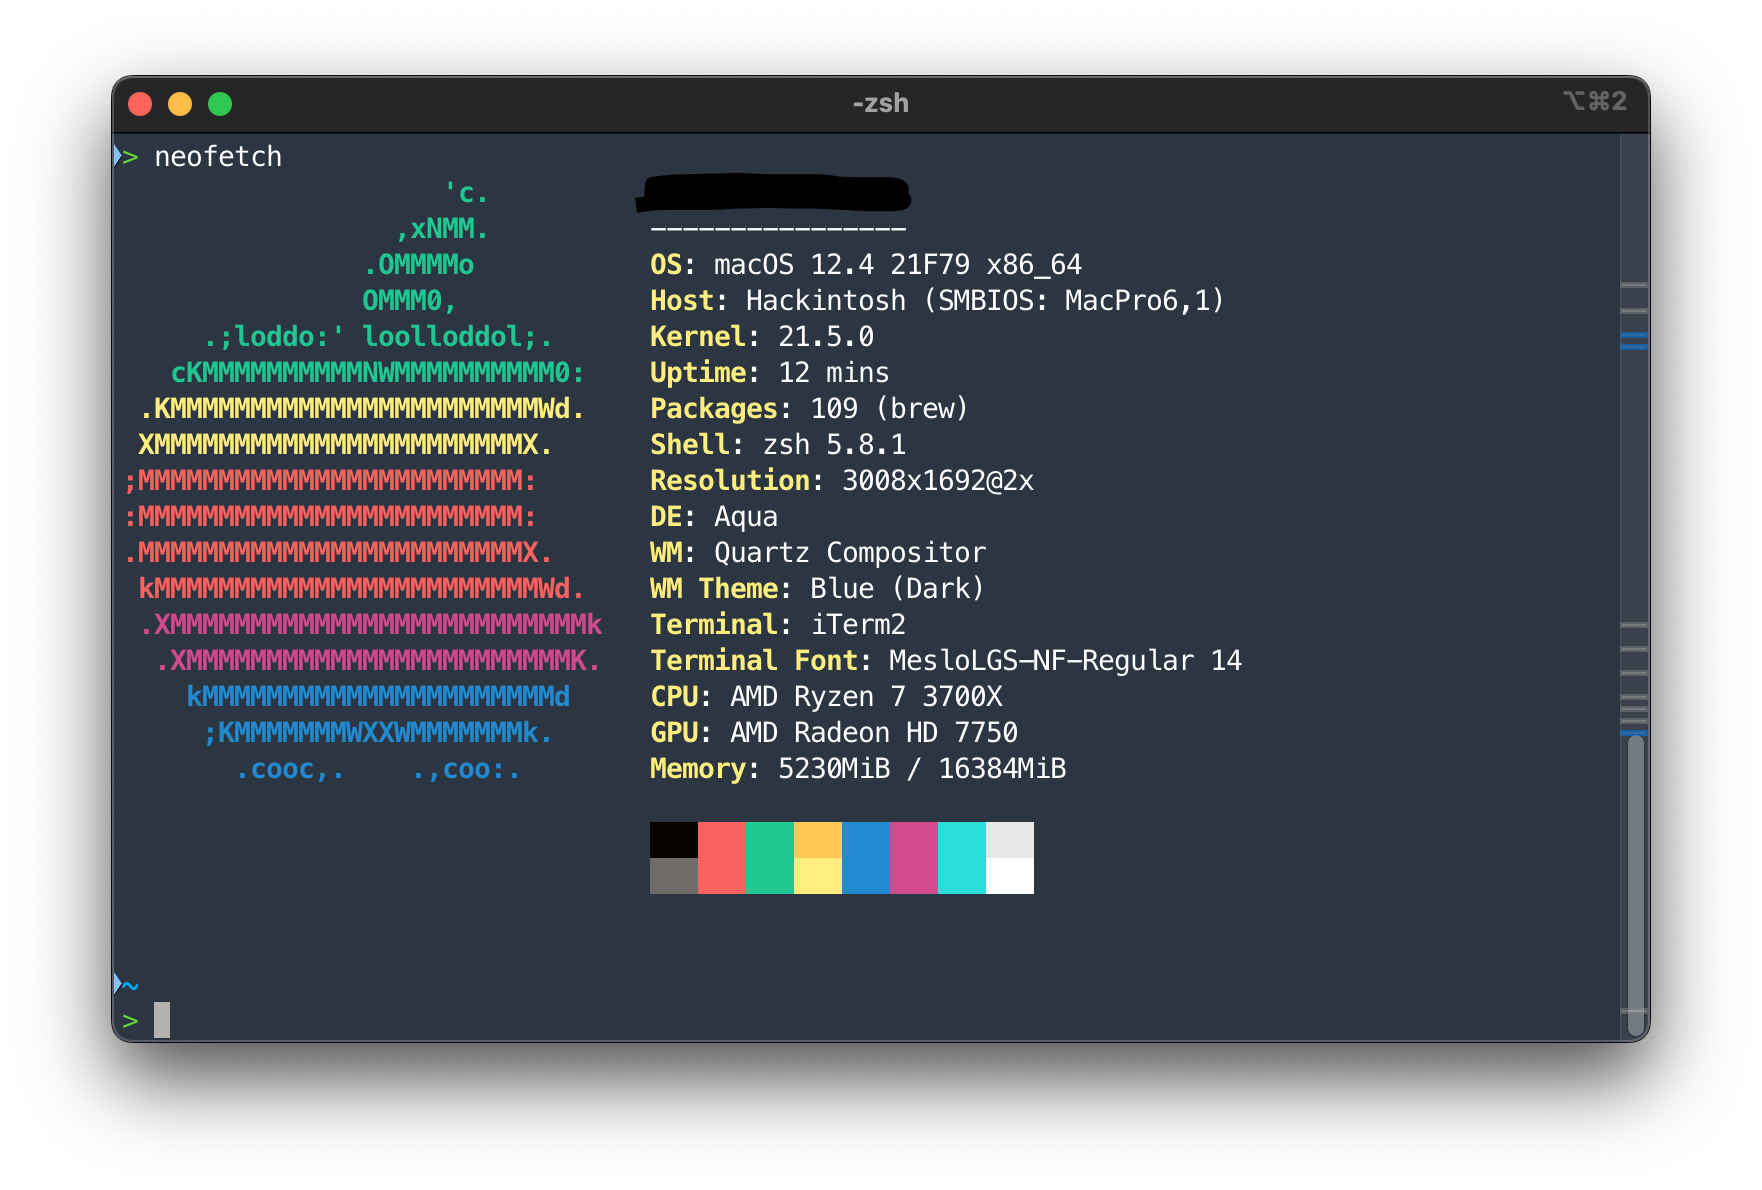 -zsh
⌥⌘2
> neofetch
'c.
,xNMM.
----------------
.OMMMMo
OS: macOS 12.4 21F79 x86_64
OMMM0,
Host: Hackintosh (SMBIOS: MacPro6,1)
.;loddo:' loolloddol;.
Kernel: 21.5.0
cKMMMMMMMMMMNWMMMMMMMMMM0:
Uptime: 12 mins
.KMMMMMMMMMMMMMMMMMMMMMMMWd.
Packages: 109 (brew)
XMMMMMMMMMMMMMMMMMMMMMMMX.
Shell: zsh 5.8.1
;MMMMMMMMMMMMMMMMMMMMMMMM:
Resolution: 3008x1692@2x
:MMMMMMMMMMMMMMMMMMMMMMMM:
DE: Aqua
.MMMMMMMMMMMMMMMMMMMMMMMMX.
WM: Quartz Compositor
kMMMMMMMMMMMMMMMMMMMMMMMMWd.
WM Theme: Blue (Dark)
.XMMMMMMMMMMMMMMMMMMMMMMMMMMk
Terminal: iTerm2
.XMMMMMMMMMMMMMMMMMMMMMMMMK.
Terminal Font: MesloLGS-NF-Regular 14
kMMMMMMMMMMMMMMMMMMMMMMd
CPU: AMD Ryzen 7 3700X
;KMMMMMMMWXXWMMMMMMMk.
GPU: AMD Radeon HD 7750
.cooc,.    .,coo:.
Memory: 5230MiB / 16384MiB
~
>